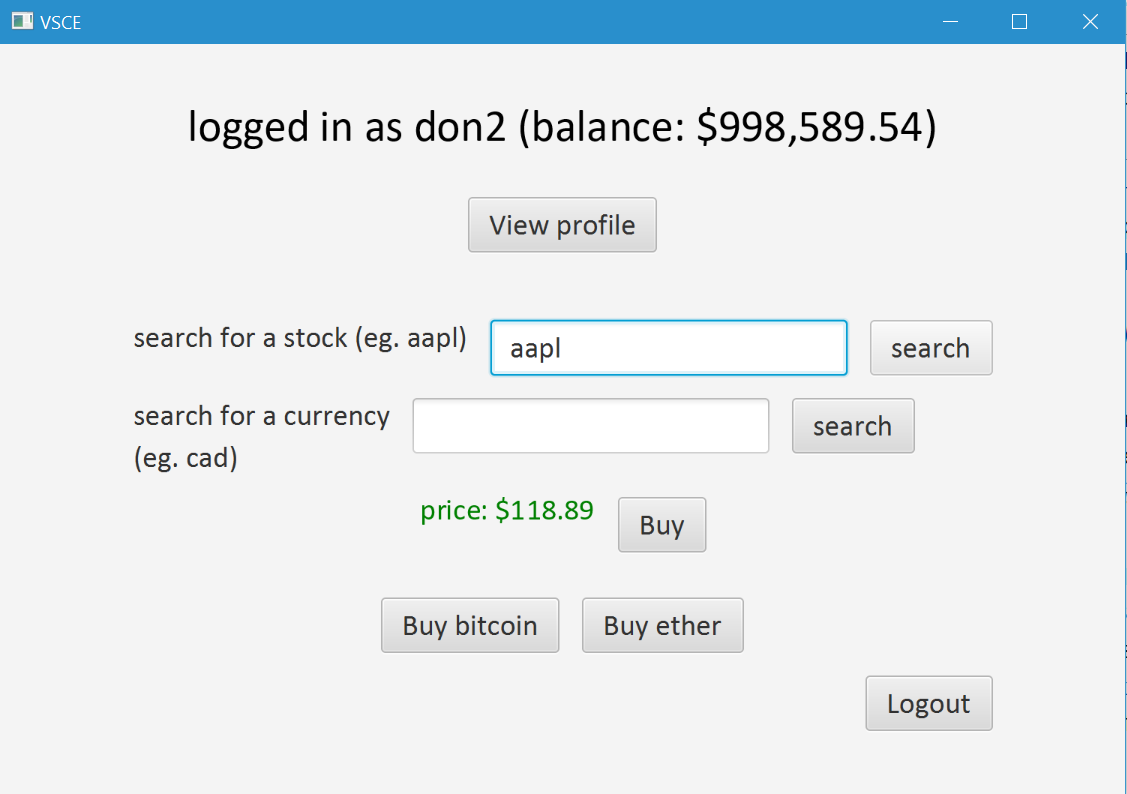 VSCE
logged in as don2 (balance: $998,589.54)
View profile
search for a stock (eg. aapl) aapl search
search for a currency search
(eg. cad)
price: $118.89 Buy
Buy bitcoin Buy ether
Logout